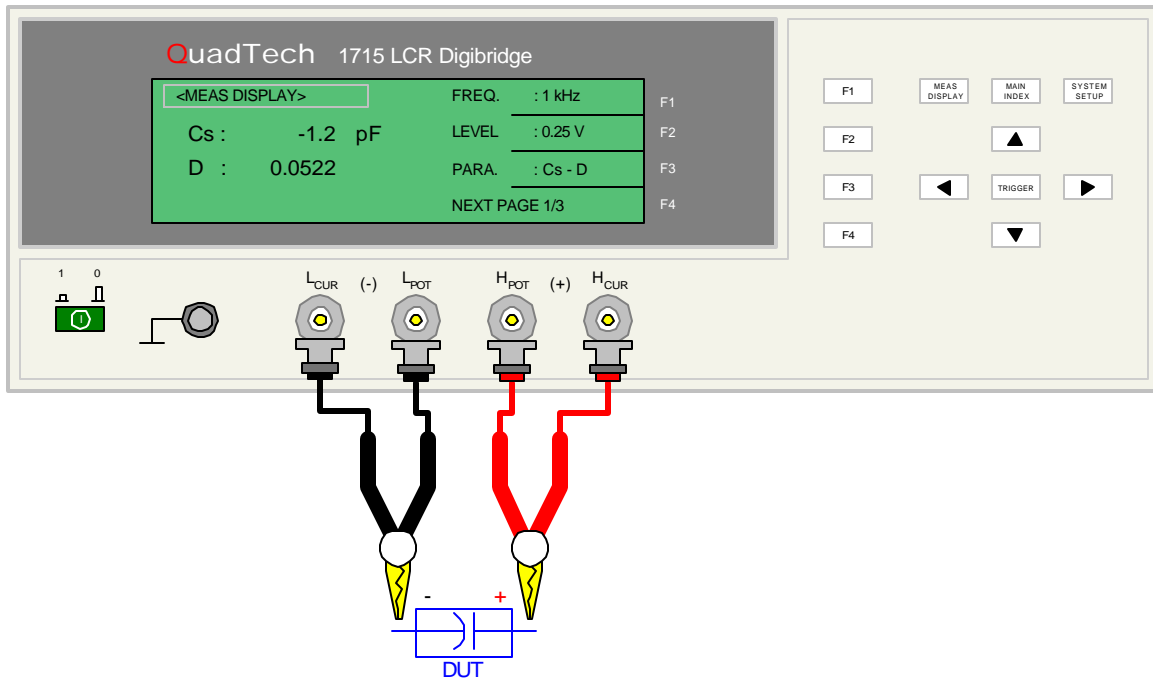 QuadTech 1715 LCR Digibridge
<MEAS DISPLAY>
Cs : -1.2 pF
D : 0.0522
FREQ. : 1 kHz
LEVEL : 0.25 V
PARA. : Cs - D
NEXT PAGE 1/3
F1
F2
F3
F4
F1
F2
F3
F4
MEAS
DISPLAY
MAIN
INDEX
SYSTEM
SETUP
TRIGGER
1 0
I
LCUR (-) LPOT HPOT (+) HCUR
- +
DUT